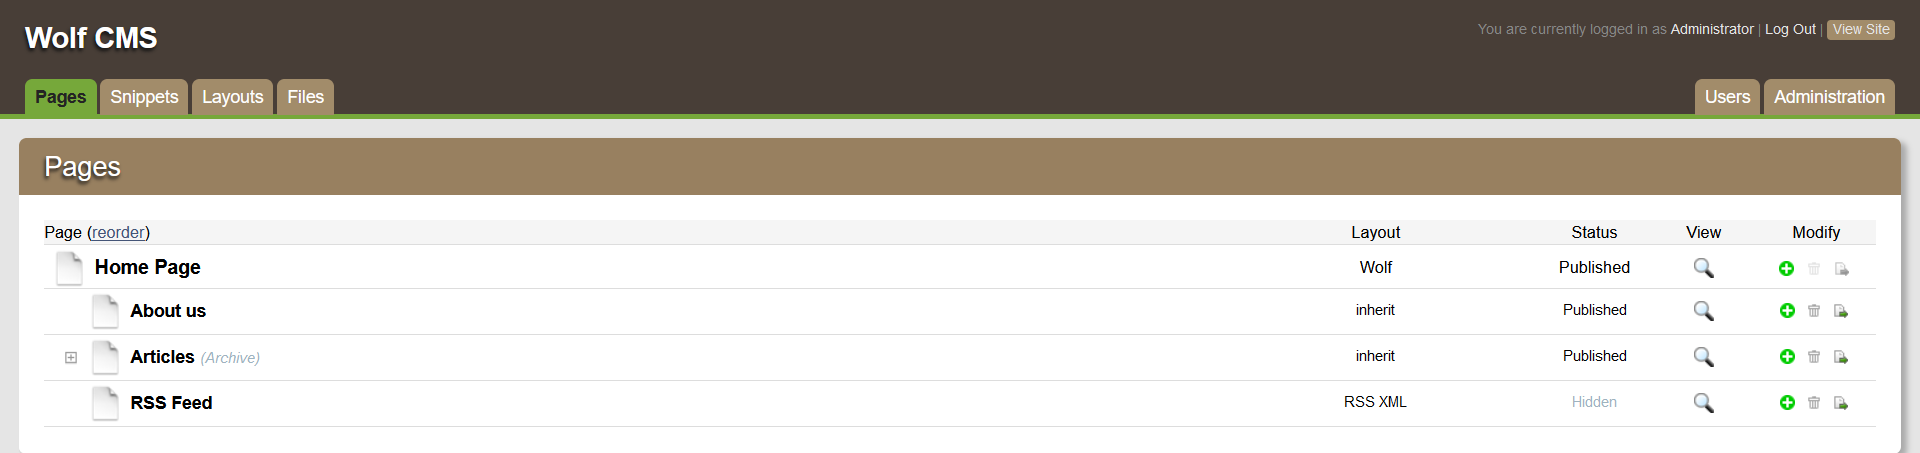 Wolf CMS
You are currently logged in as Administrator | Log Out | View Site
Pages Snippets Layouts Files Users Administration
Pages
Page (reorder) Layout Status View Modify
Home Page Wolf Published
About us inherit Published
Articles (Archive) inherit Published
RSS Feed RSS XML Hidden